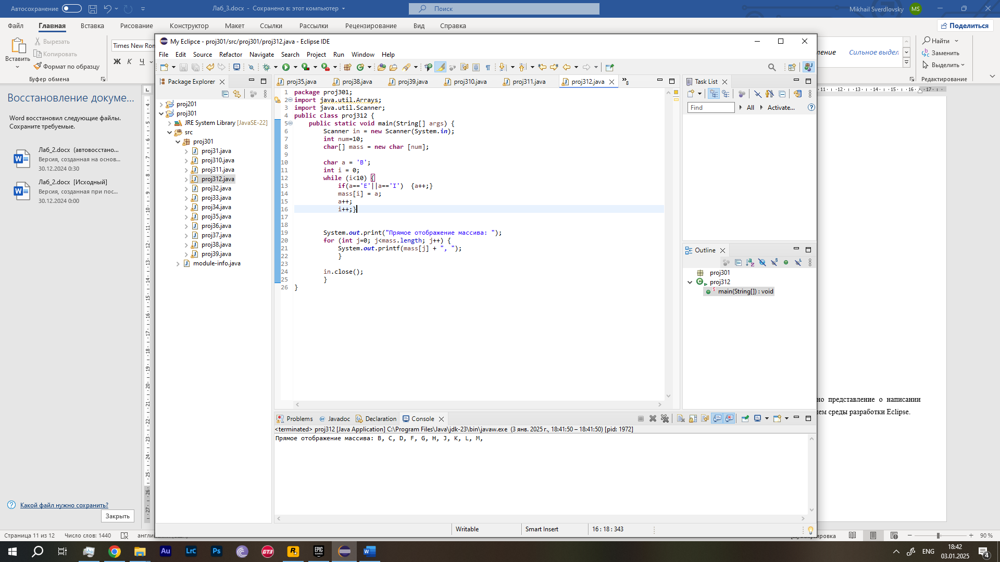 Автосохранение
Лаб_3.docx - Сохранено в: этот компьютер
Поиск
Mikhail Sverdlovsky
MS
Файл Главная Вставка Рисование Конструктор Макет Ссылки Рассылки Рецензирование Вид Справка
Поделиться
Вставить
Вырезать
Копировать
Формат по образцу
Буфер обмена
Times New Ron
Ж К Ч
ление
Сильное выдел
Найти
Заменить
Выделить
Редактирование
Восстановление докуме...
Word восстановил следующие файлы.
Сохраните требуемые.
Лаб_2.docx (автовосстано...
Версия, созданная на основ...
30.12.2024 0:30
Лаб_2.docx [Исходный]
Версия, созданная при пос...
30.12.2024 0:00
Какой файл нужно сохранить?
Закрыть
My Eclipce - proj301/src/proj301/proj312.java - Eclipse IDE
File Edit Source Refactor Navigate Search Project Run Window Help
Package Explorer
proj201
proj301
JRE System Library [JavaSE-22]
src
proj301
proj31.java
proj310.java
proj311.java
proj312.java
proj32.java
proj33.java
proj34.java
proj35.java
proj36.java
proj37.java
proj38.java
proj39.java
module-info.java
proj35.java proj38.java proj39.java proj310.java proj311.java proj312.java »8
1 package proj301;
2 import java.util.Arrays;
3 import java.util.Scanner;
4 public class proj312 {
5 public static void main(String[] args) {
6 Scanner in = new Scanner(System.in);
7 int num=10;
8 char[] mass = new char [num];
9
10 char a = 'B';
11 int i = 0;
12 while (i<10) {
13 if(a=='E'||a=='I') {a++;}
14 mass[i] = a;
15 a++;
16 i++;}
17
18
19 System.out.print("Прямое отображение массива: ");
20 for (int j=0; j<mass.length; j++) {
21 System.out.printf(mass[j] + ", ");
22 }
23
24 in.close();
25 }
26 }
Task List
Find
All
Activate...
Outline
proj301
proj312
main(String[]) : void
Problems Javadoc Declaration Console
<terminated> proj312 [Java Application] C:\Program Files\Java\jdk-23\bin\javaw.exe (3 янв. 2025 г., 18:41:50 – 18:41:50) [pid: 1972]
Прямое отображение массива: B, C, D, F, G, H, J, K, L, M,
Writable
Smart Insert
16 : 18 : 343
но представление о написании
ем среды разработки Eclipse.
Страница 11 из 12
Число слов: 1440
90 %
Au Lrc Ps GT3 R EPIC GAMES
ENG
18:42
03.01.2025
4